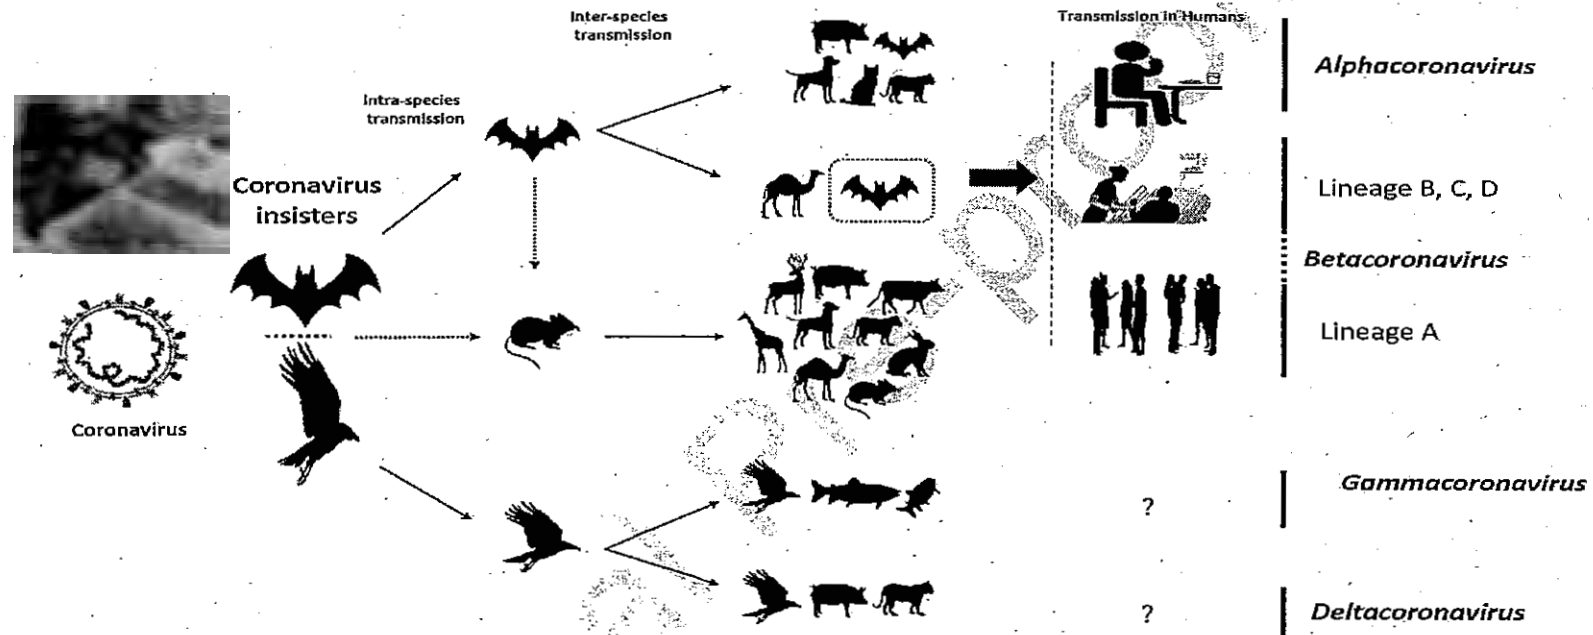 Inter-species
transmission
Transmission in Humans
Alphacoronavirus
Intra-species
transmission
Coronavirus
insisters
Lineage B, C, D
Betacoronavirus
Lineage A
Coronavirus
Gammacoronavirus
?
Deltacoronavirus
?